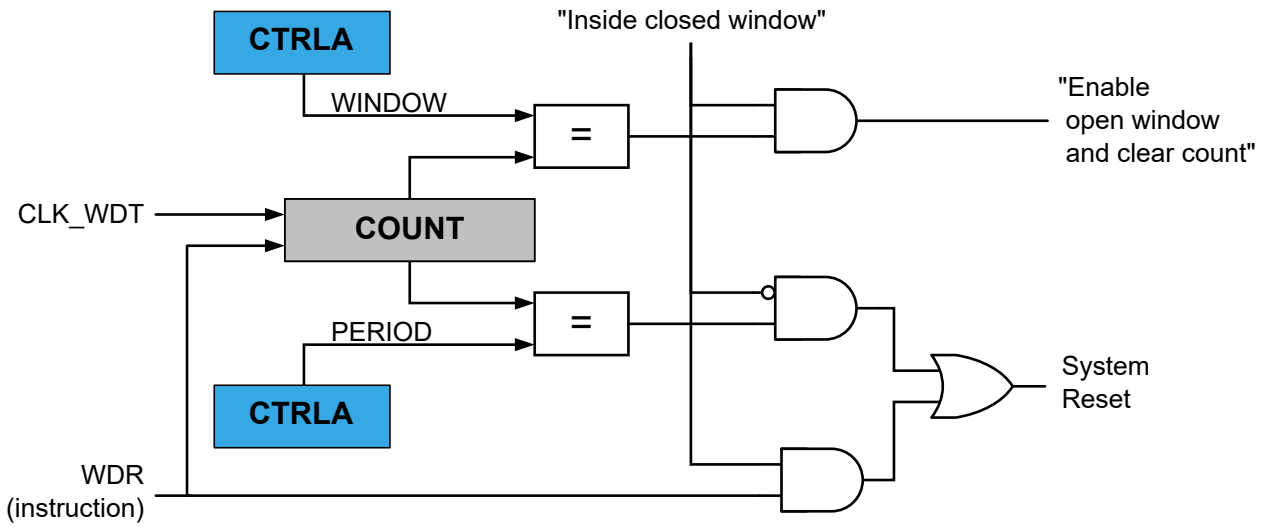 "Inside closed window"
CTRLA
WINDOW
=
"Enable
open window
and clear count"
CLK_WDT
COUNT
=
PERIOD
CTRLA
System
Reset
WDR
(instruction)